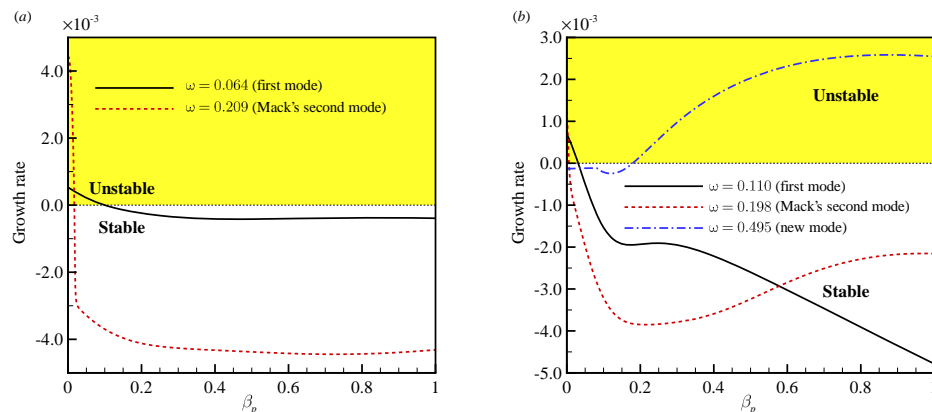 (a)
×10⁻³
4.0
2.0
0.0
-2.0
-4.0
Growth rate
ω = 0.064 (first mode)
ω = 0.209 (Mack's second mode)
Unstable
Stable
0 0.2 0.4 0.6 0.8 1
βp
(b)
×10⁻³
3.0
2.0
1.0
0.0
-1.0
-2.0
-3.0
-4.0
-5.0
Growth rate
Unstable
ω = 0.110 (first mode)
ω = 0.198 (Mack's second mode)
ω = 0.495 (new mode)
Stable
0 0.2 0.4 0.6 0.8 1
βp